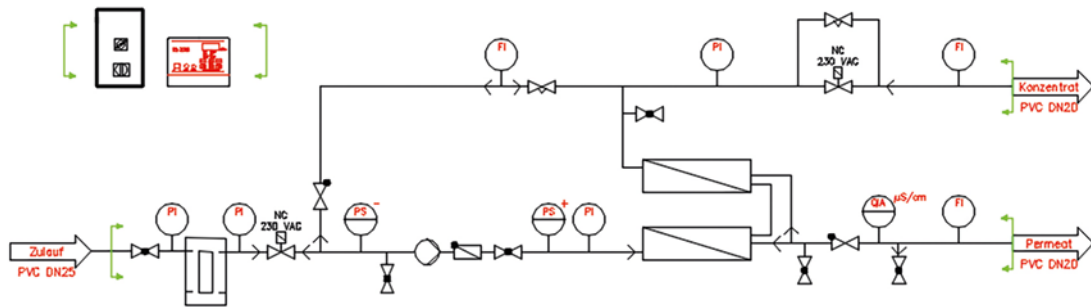 FI
PI
NC
230 VAC
FI
Konzentrat
PVC DN20
PI
PI
NC
230 VAC
PS -
PS +
PI
QIA
µS/cm
FI
Zulauf
PVC DN25
Permeat
PVC DN20